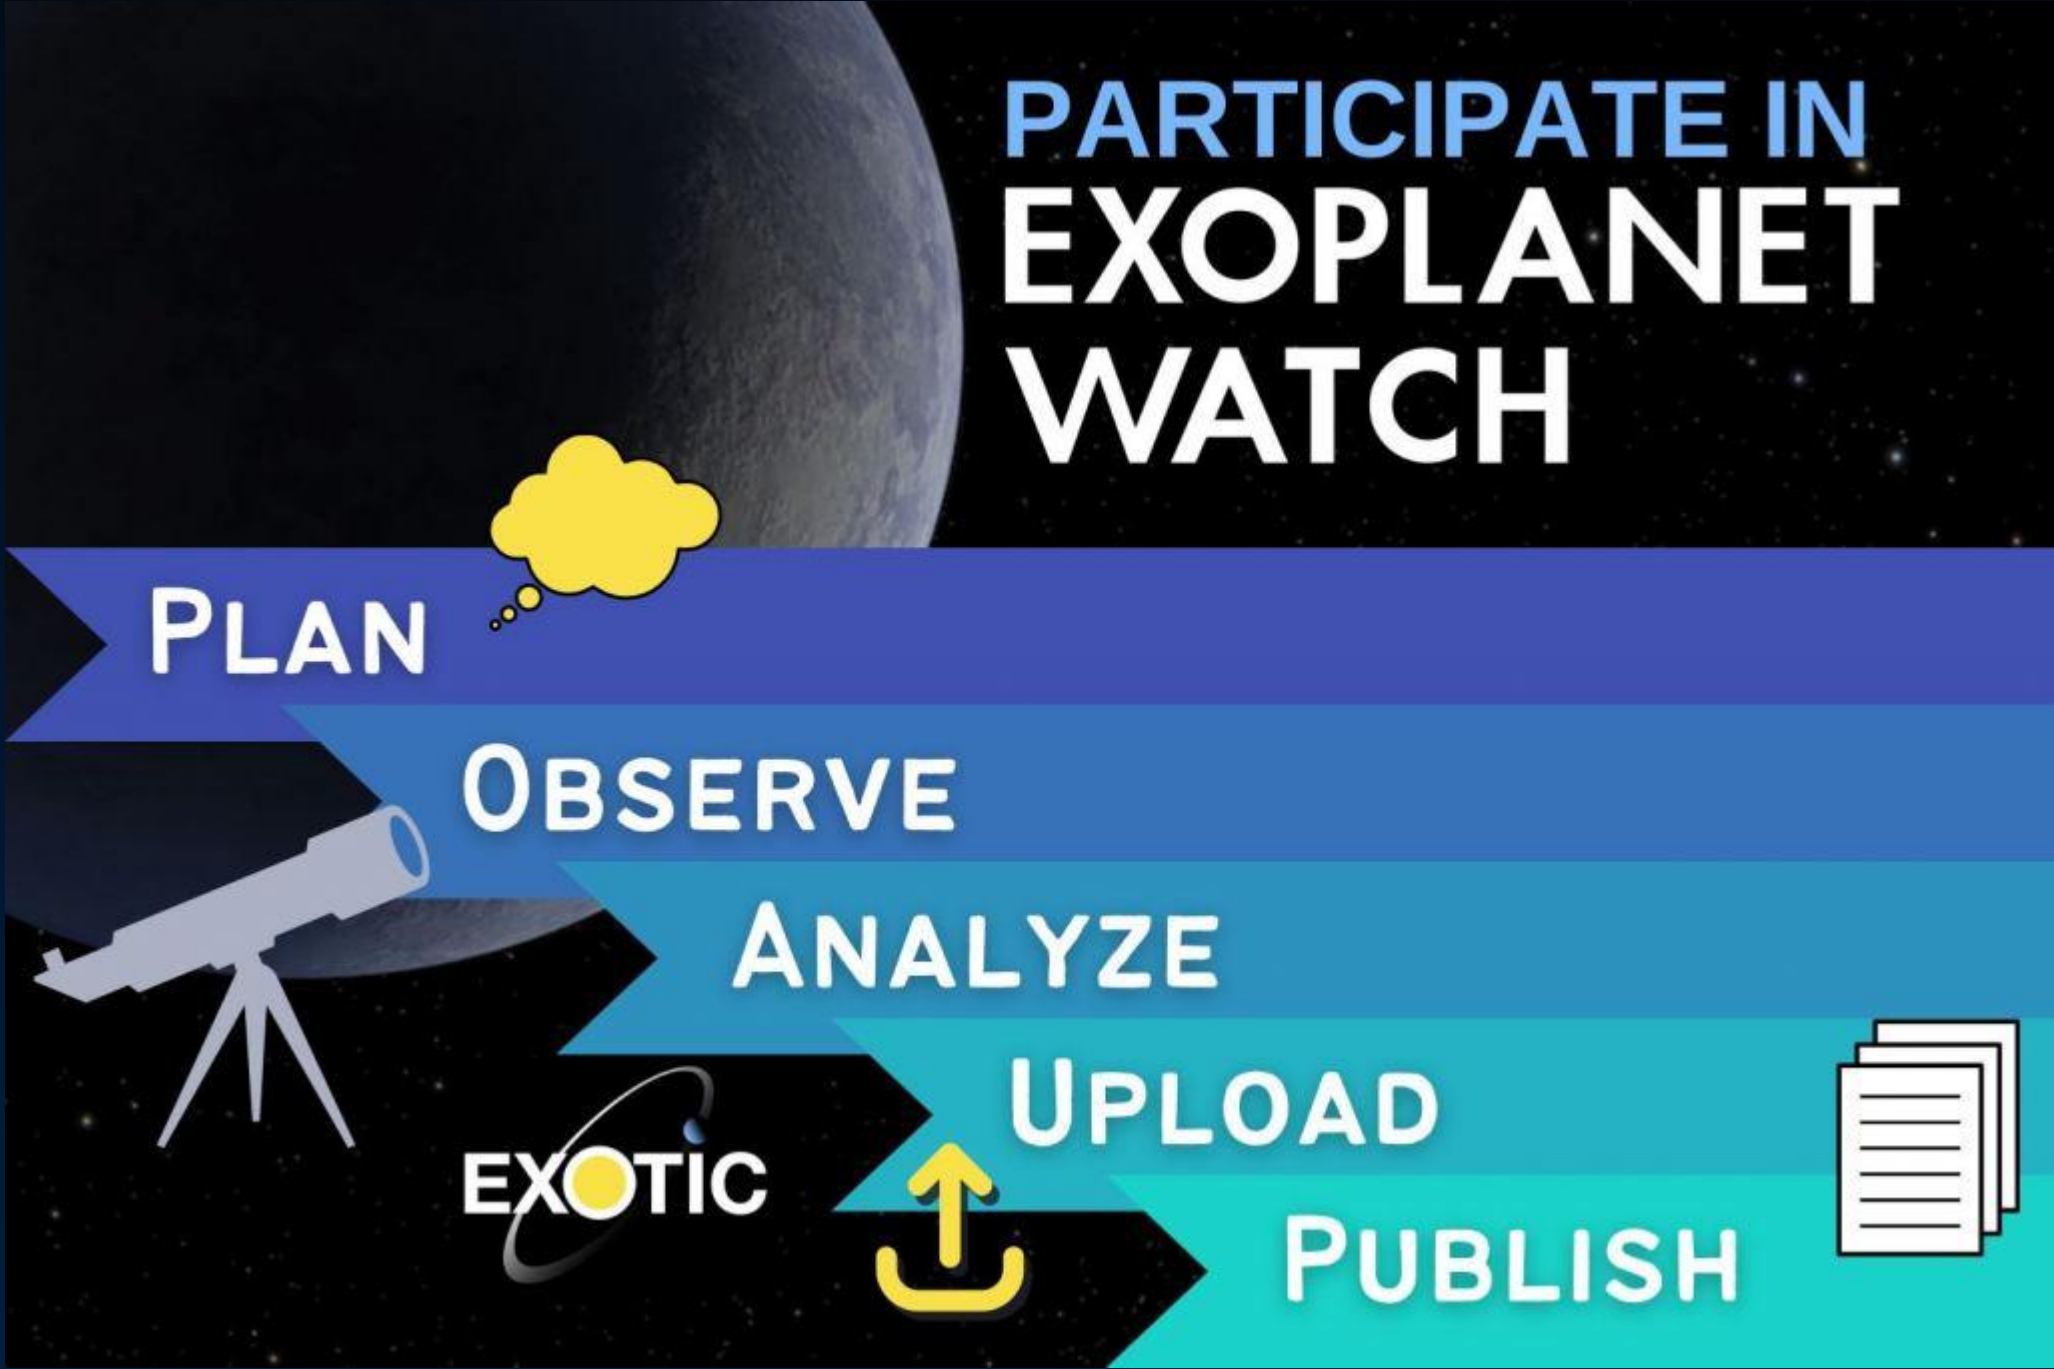 PARTICIPATE IN
EXOPLANET
WATCH
PLAN
OBSERVE
ANALYZE
UPLOAD
EXOTIC
PUBLISH